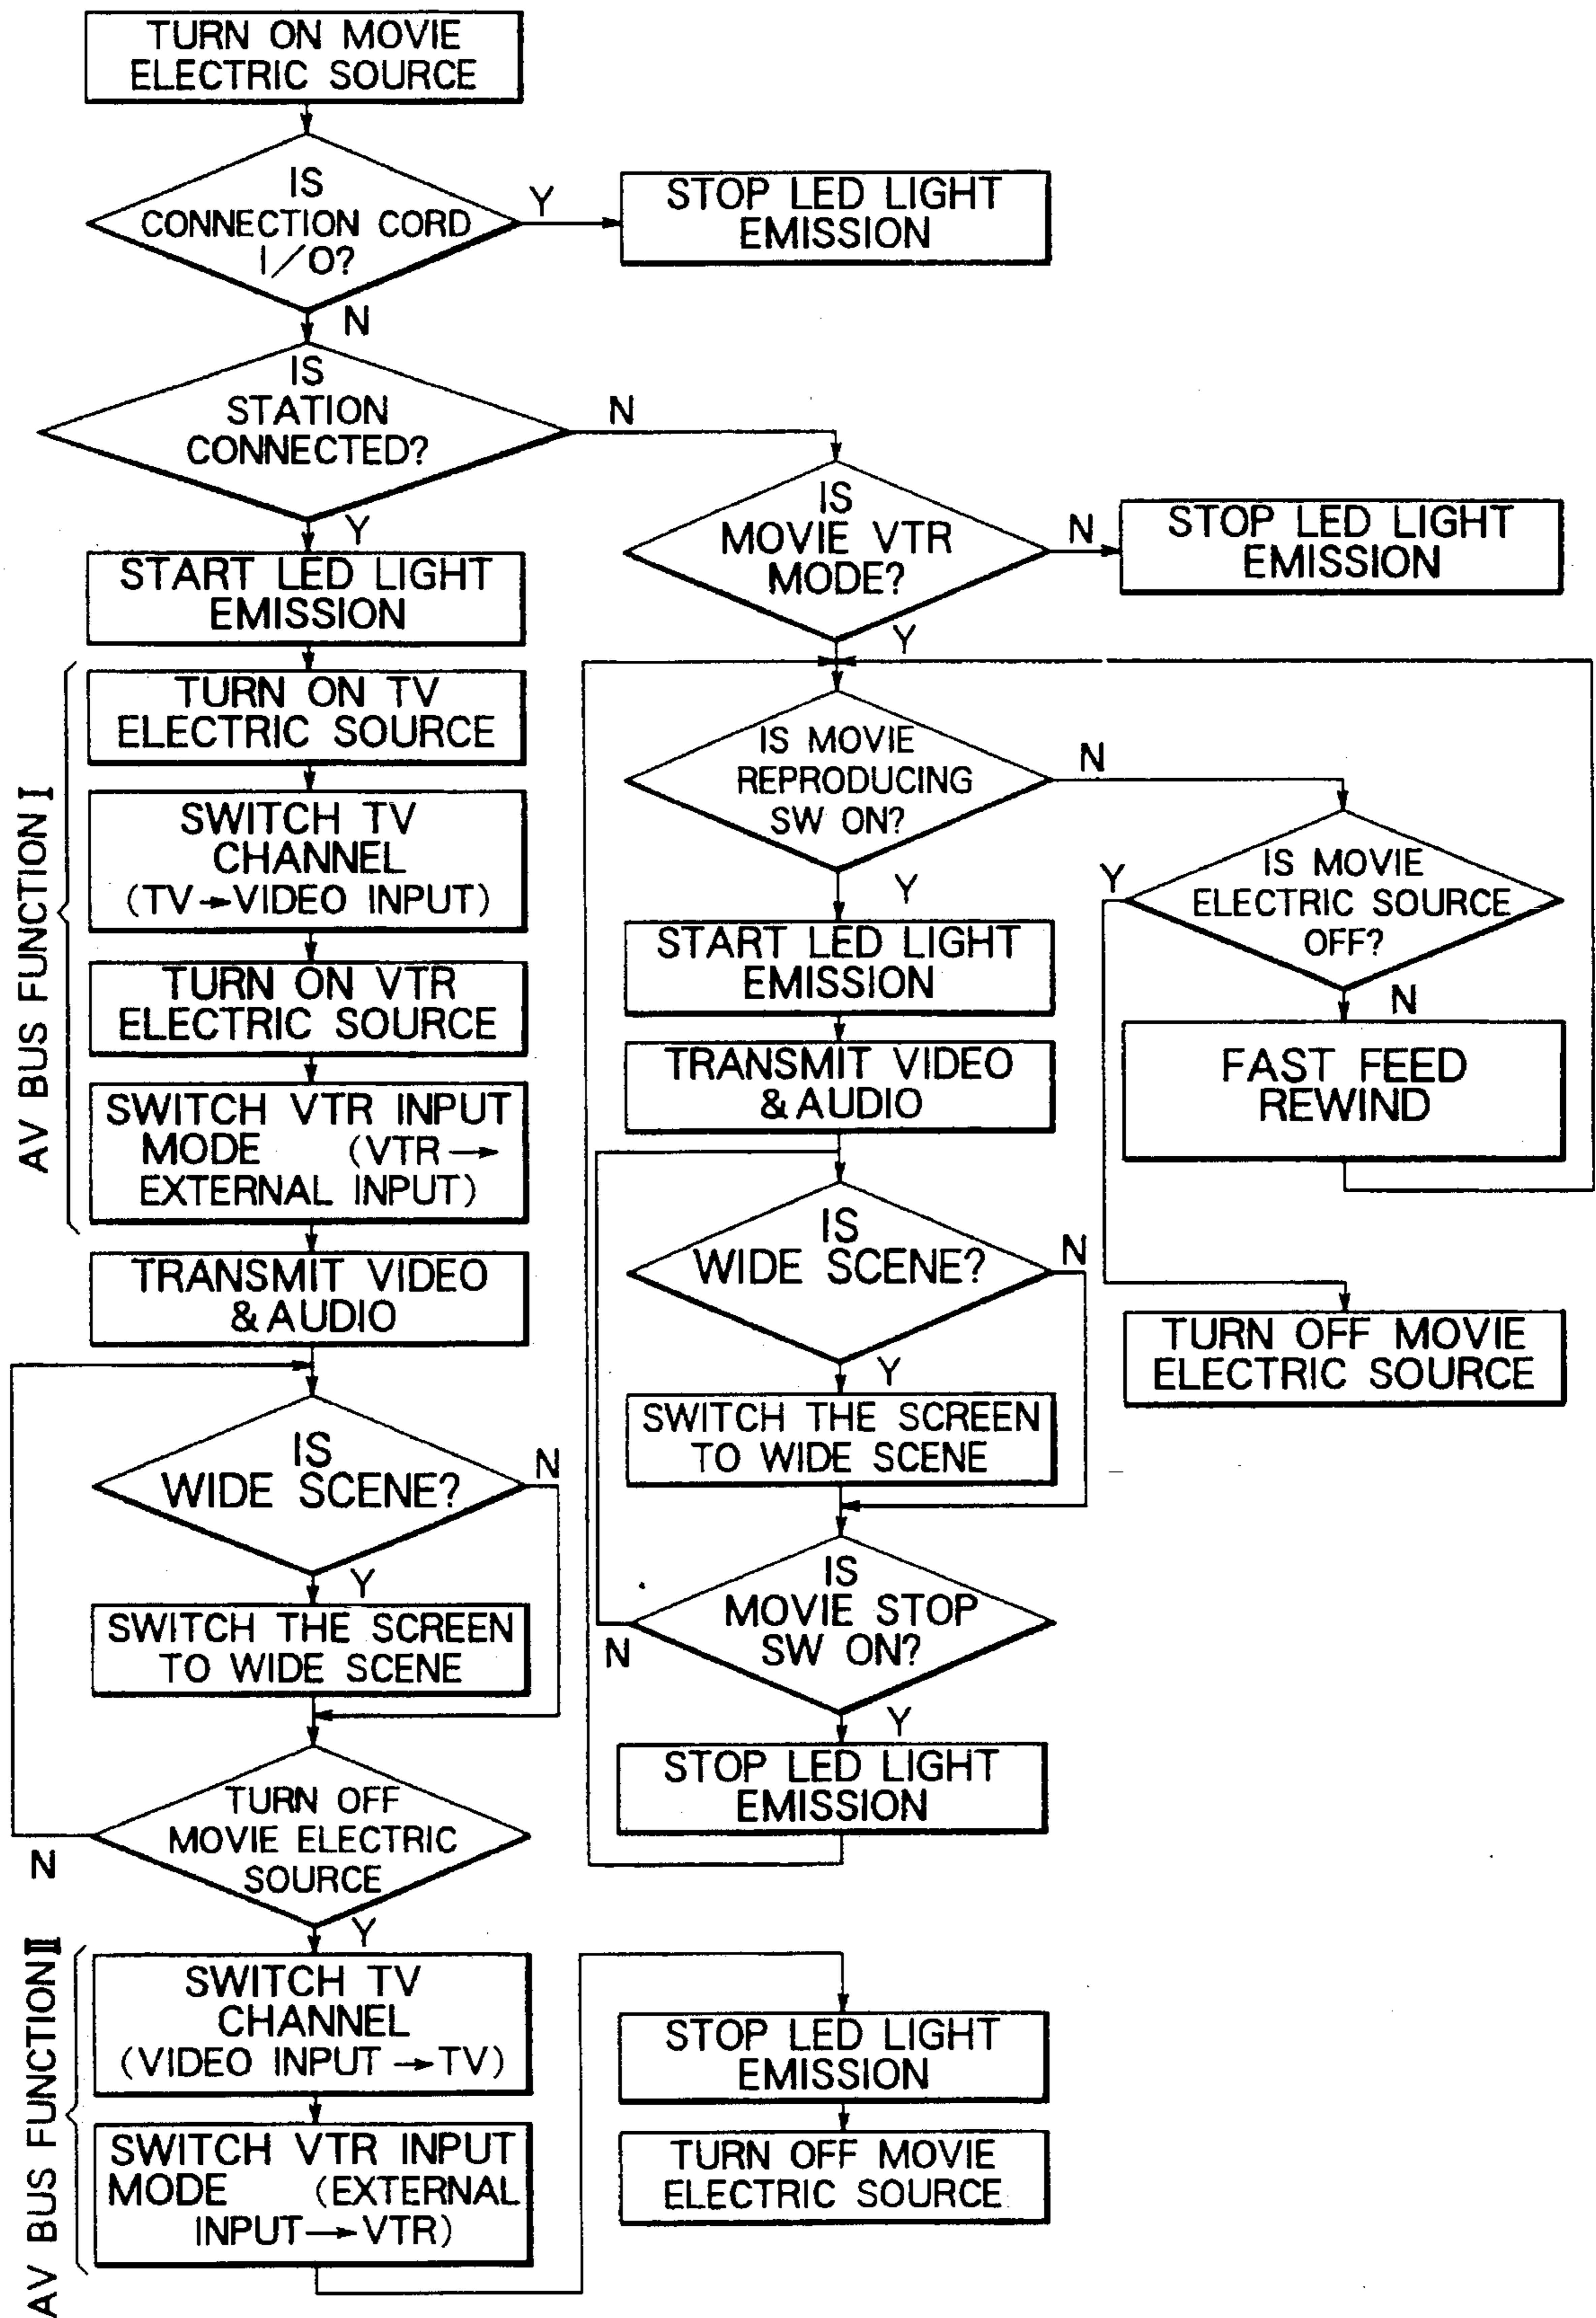 TURN ON MOVIE
ELECTRIC SOURCE
IS
CONNECTION CORD
I/O?
Y
STOP LED LIGHT
EMISSION
N
IS
STATION
CONNECTED?
N
Y
START LED LIGHT
EMISSION
AV BUS FUNCTION I
TURN ON TV
ELECTRIC SOURCE
SWITCH TV
CHANNEL
(TV→VIDEO INPUT)
TURN ON VTR
ELECTRIC SOURCE
SWITCH VTR INPUT
MODE (VTR→
EXTERNAL INPUT)
TRANSMIT VIDEO
& AUDIO
IS
WIDE SCENE?
N
Y
SWITCH THE SCREEN
TO WIDE SCENE
TURN OFF
MOVIE ELECTRIC
SOURCE
N
Y
AV BUS FUNCTION II
SWITCH TV
CHANNEL
(VIDEO INPUT→TV)
SWITCH VTR INPUT
MODE (EXTERNAL
INPUT→VTR)
STOP LED LIGHT
EMISSION
TURN OFF MOVIE
ELECTRIC SOURCE
IS
MOVIE VTR
MODE?
N
STOP LED LIGHT
EMISSION
Y
IS MOVIE
REPRODUCING
SW ON?
N
Y
START LED LIGHT
EMISSION
TRANSMIT VIDEO
& AUDIO
IS
WIDE SCENE?
N
Y
SWITCH THE SCREEN
TO WIDE SCENE
IS
MOVIE STOP
SW ON?
N
Y
STOP LED LIGHT
EMISSION
IS MOVIE
ELECTRIC SOURCE
OFF?
Y
N
FAST FEED
REWIND
TURN OFF MOVIE
ELECTRIC SOURCE